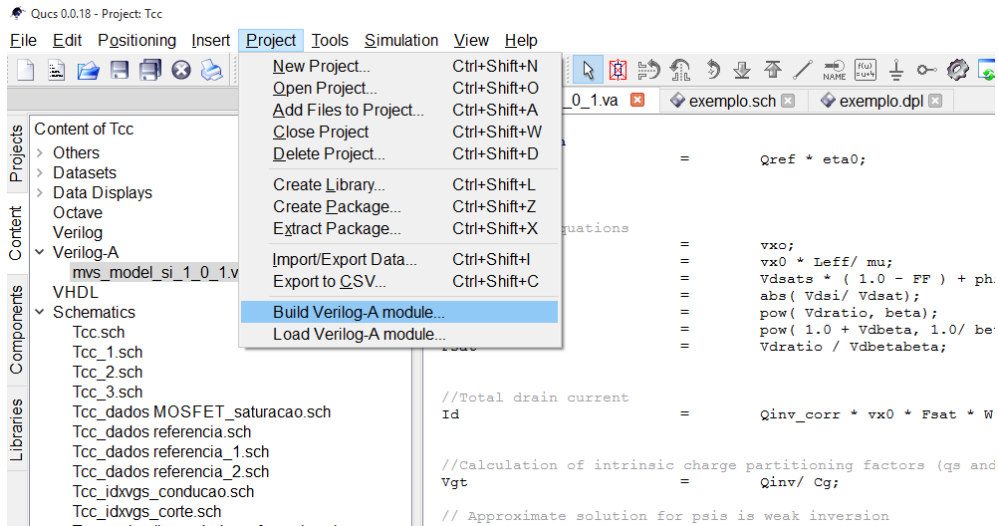 Qucs 0.0.18 - Project: Tcc
File Edit Positioning Insert Project Tools Simulation View Help
NAME
_0_1.va exemplo.sch exemplo.dpl
New Project... Ctrl+Shift+N
Open Project... Ctrl+Shift+O
Add Files to Project... Ctrl+Shift+A
Close Project Ctrl+Shift+W
Delete Project... Ctrl+Shift+D
Create Library... Ctrl+Shift+L
Create Package... Ctrl+Shift+Z
Extract Package... Ctrl+Shift+X
Import/Export Data... Ctrl+Shift+I
Export to CSV... Ctrl+Shift+C
Build Verilog-A module...
Load Verilog-A module...
Projects
Content
Components
Libraries
Content of Tcc
Others
Datasets
Data Displays
Octave
Verilog
Verilog-A
mvs_model_si_1_0_1.v
VHDL
Schematics
Tcc.sch
Tcc_1.sch
Tcc_2.sch
Tcc_3.sch
Tcc_dados MOSFET_saturacao.sch
Tcc_dados referencia.sch
Tcc_dados referencia_1.sch
Tcc_dados referencia_2.sch
Tcc_idxvgs_conducao.sch
Tcc_idxvgs_corte.sch
= Qref * eta0;
uations
= vxo;
= vx0 * Leff/ mu;
= Vdsats * ( 1.0 - FF ) + ph
= abs( Vdsi/ Vdsat);
= pow( Vdratio, beta);
= pow( 1.0 + Vdbeta, 1.0/ be
= Vdratio / Vdbetabeta;
//Total drain current
Id = Qinv_corr * vx0 * Fsat * W
//Calculation of intrinsic charge partitioning factors (qs and
Vgt = Qinv/ Cg;
// Approximate solution for psis is weak inversion